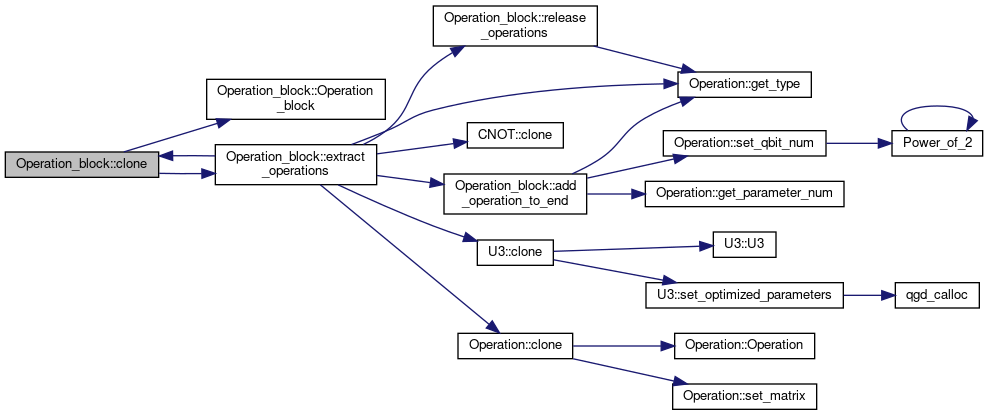 Operation_block::release
_operations
Operation_block::Operation
_block
Operation::get_type
CNOT::clone
Operation::set_qbit_num
Power_of_2
Operation_block::clone
Operation_block::extract
_operations
Operation_block::add
_operation_to_end
Operation::get_parameter_num
U3::clone
U3::U3
U3::set_optimized_parameters
qgd_calloc
Operation::clone
Operation::Operation
Operation::set_matrix